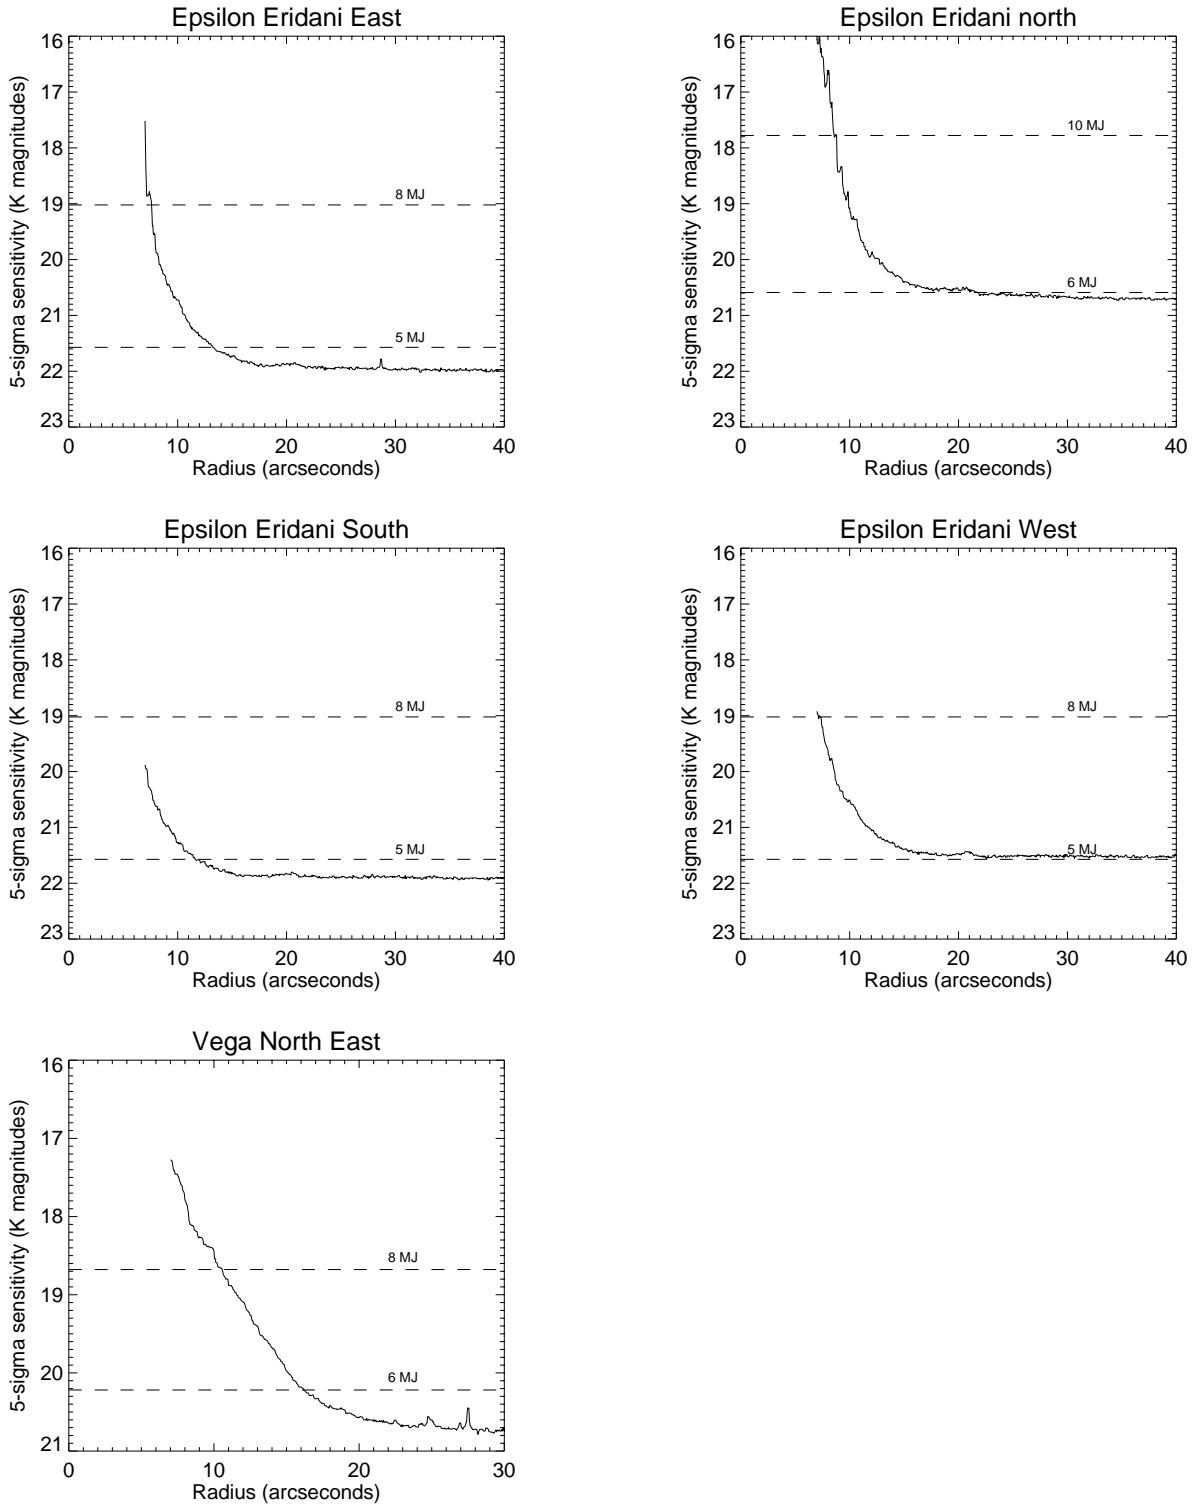 Epsilon Eridani East
5-sigma sensitivity (K magnitudes)
16
17
18
19
20
21
22
23
8 MJ
5 MJ
0 10 20 30 40
Radius (arcseconds)
Epsilon Eridani north
5-sigma sensitivity (K magnitudes)
16
17
18
19
20
21
22
23
10 MJ
6 MJ
0 10 20 30 40
Radius (arcseconds)
Epsilon Eridani South
5-sigma sensitivity (K magnitudes)
16
17
18
19
20
21
22
23
8 MJ
5 MJ
0 10 20 30 40
Radius (arcseconds)
Epsilon Eridani West
5-sigma sensitivity (K magnitudes)
16
17
18
19
20
21
22
23
8 MJ
5 MJ
0 10 20 30 40
Radius (arcseconds)
Vega North East
5-sigma sensitivity (K magnitudes)
16
17
18
19
20
21
8 MJ
6 MJ
0 10 20 30
Radius (arcseconds)